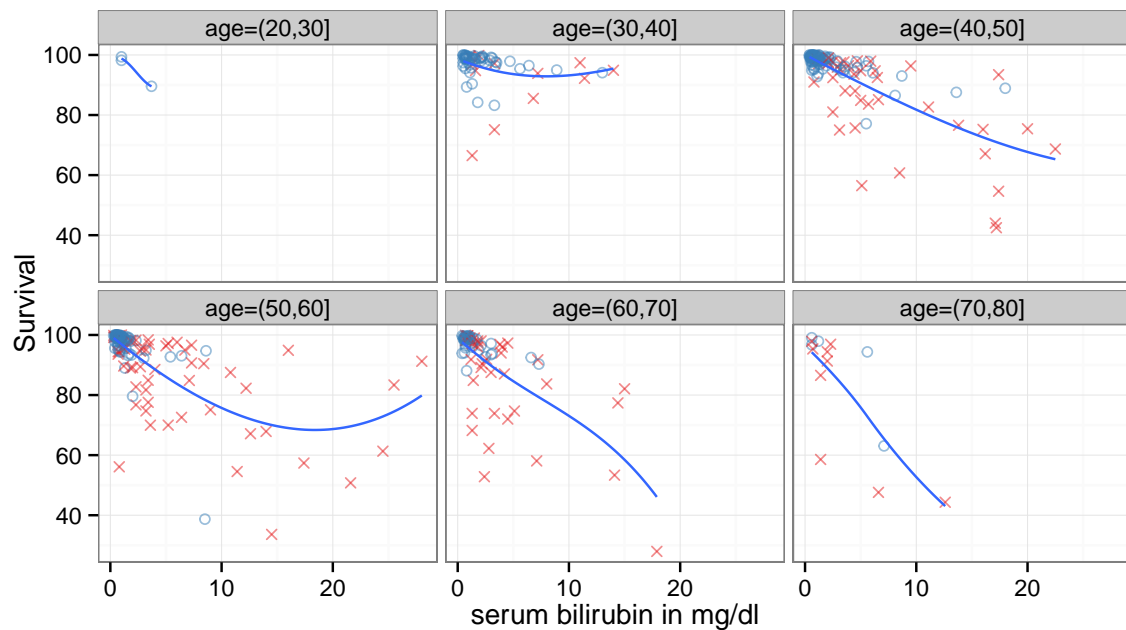 age=(20,30] age=(30,40] age=(40,50]
100
80
60
40
age=(50,60] age=(60,70] age=(70,80]
100
80
60
40
0 10 20 0 10 20 0 10 20
serum bilirubin in mg/dl
Survival